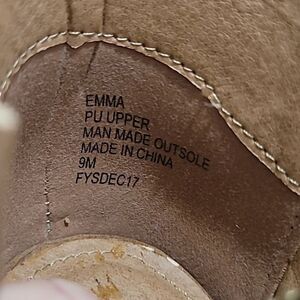 EMMA
PU UPPER
MAN MADE OUTSOLE
MADE IN CHINA
9M
FYSDEC17